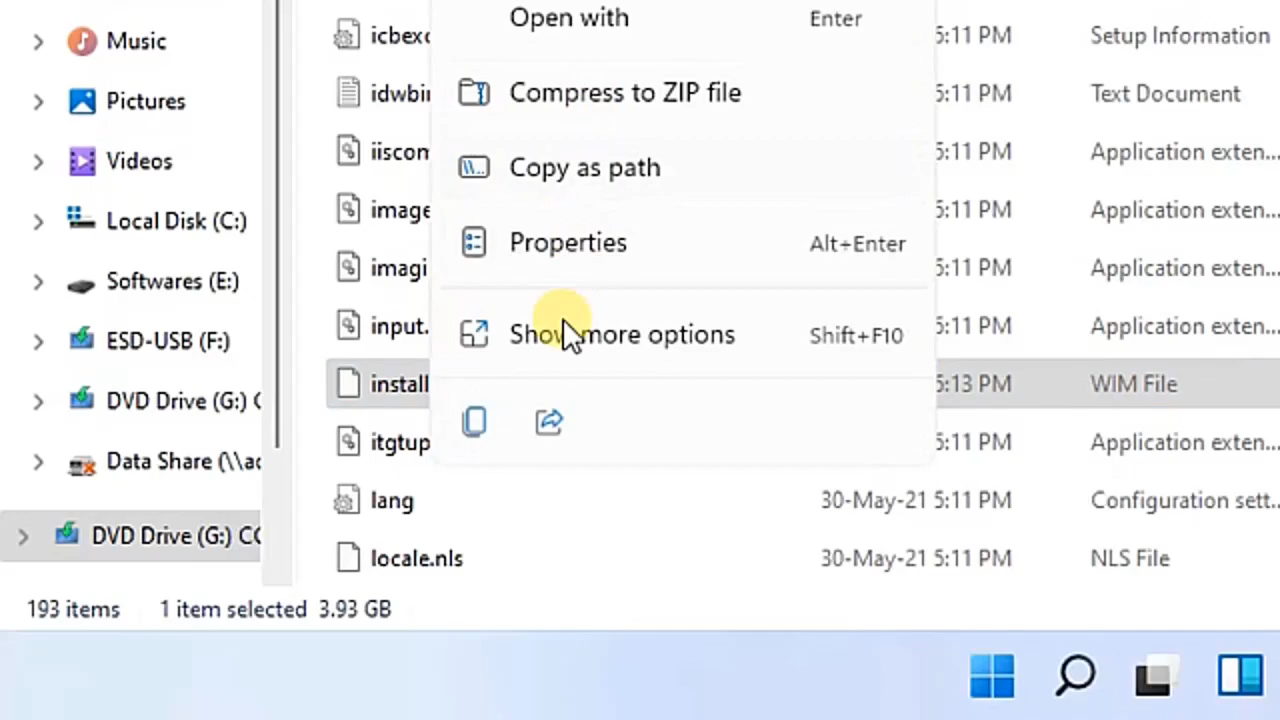 Music
Pictures
Videos
Local Disk (C:)
Softwares (E:)
ESD-USB (F:)
DVD Drive (G:) C
Data Share (\\ac
DVD Drive (G:) CC
icbexc 5:11 PM Setup Information
idwbin 5:11 PM Text Document
iiscom 5:11 PM Application exten...
image 5:11 PM Application exten...
imagi 5:11 PM Application exten...
input. 5:11 PM Application exten...
install 5:13 PM WIM File
itgtup 5:11 PM Application exten...
lang 30-May-21 5:11 PM Configuration sett...
locale.nls 30-May-21 5:11 PM NLS File
Open with Enter
Compress to ZIP file
Copy as path
Properties Alt+Enter
Show more options Shift+F10
193 items 1 item selected 3.93 GB